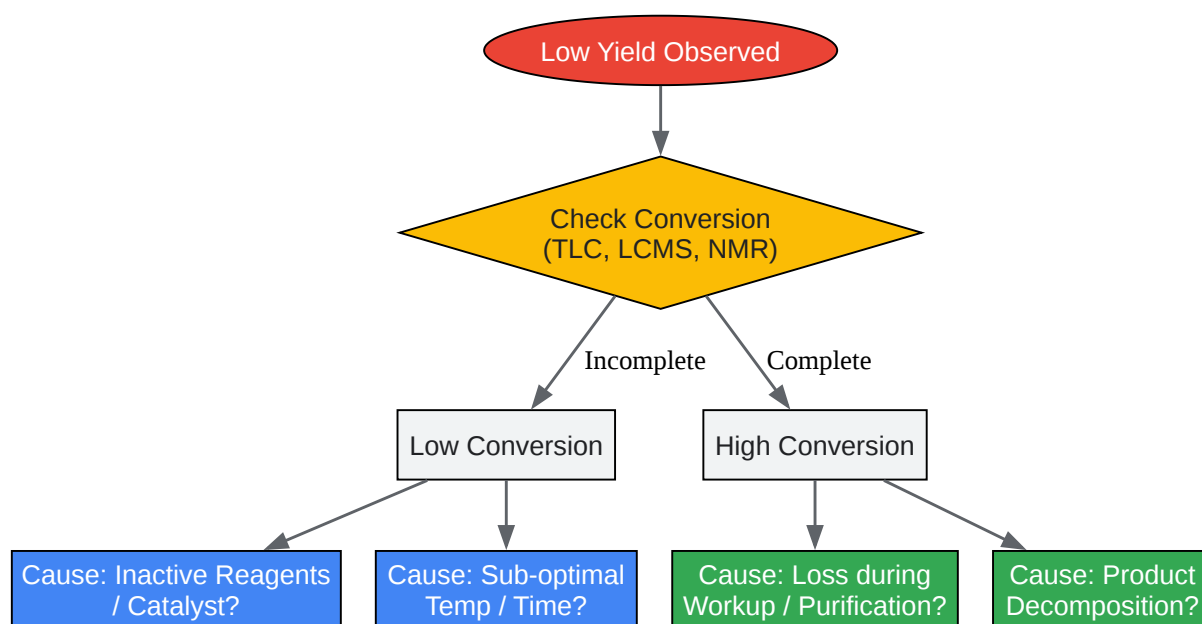 Low Yield Observed
Check Conversion
(TLC, LCMS, NMR)
Incomplete
Complete
Low Conversion
High Conversion
Cause: Inactive Reagents
/ Catalyst?
Cause: Sub-optimal
Temp / Time?
Cause: Loss during
Workup / Purification?
Cause: Product
Decomposition?